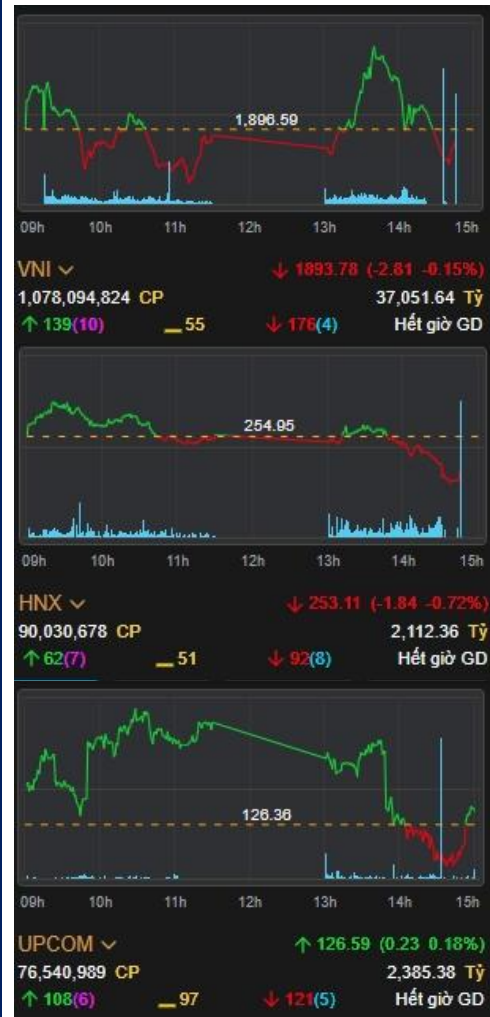 1,896.59
09h 10h 11h 12h 13h 14h 15h
VNI ↓ 1893.78 (-2.81 -0.15%)
1,078,094,824 CP 37,051.64 Tỷ
↑ 139(10) 55 ↓ 176(4) Hết giờ GD
254.95
09h 10h 11h 12h 13h 14h 15h
HNX ↓ 253.11 (-1.84 -0.72%)
90,030,678 CP 2,112.36 Tỷ
↑ 62(7) 51 ↓ 92(8) Hết giờ GD
126.36
09h 10h 11h 12h 13h 14h 15h
UPCOM ↑ 126.59 (0.23 0.18%)
76,540,989 CP 2,385.38 Tỷ
↑ 108(6) 97 ↓ 121(5) Hết giờ GD